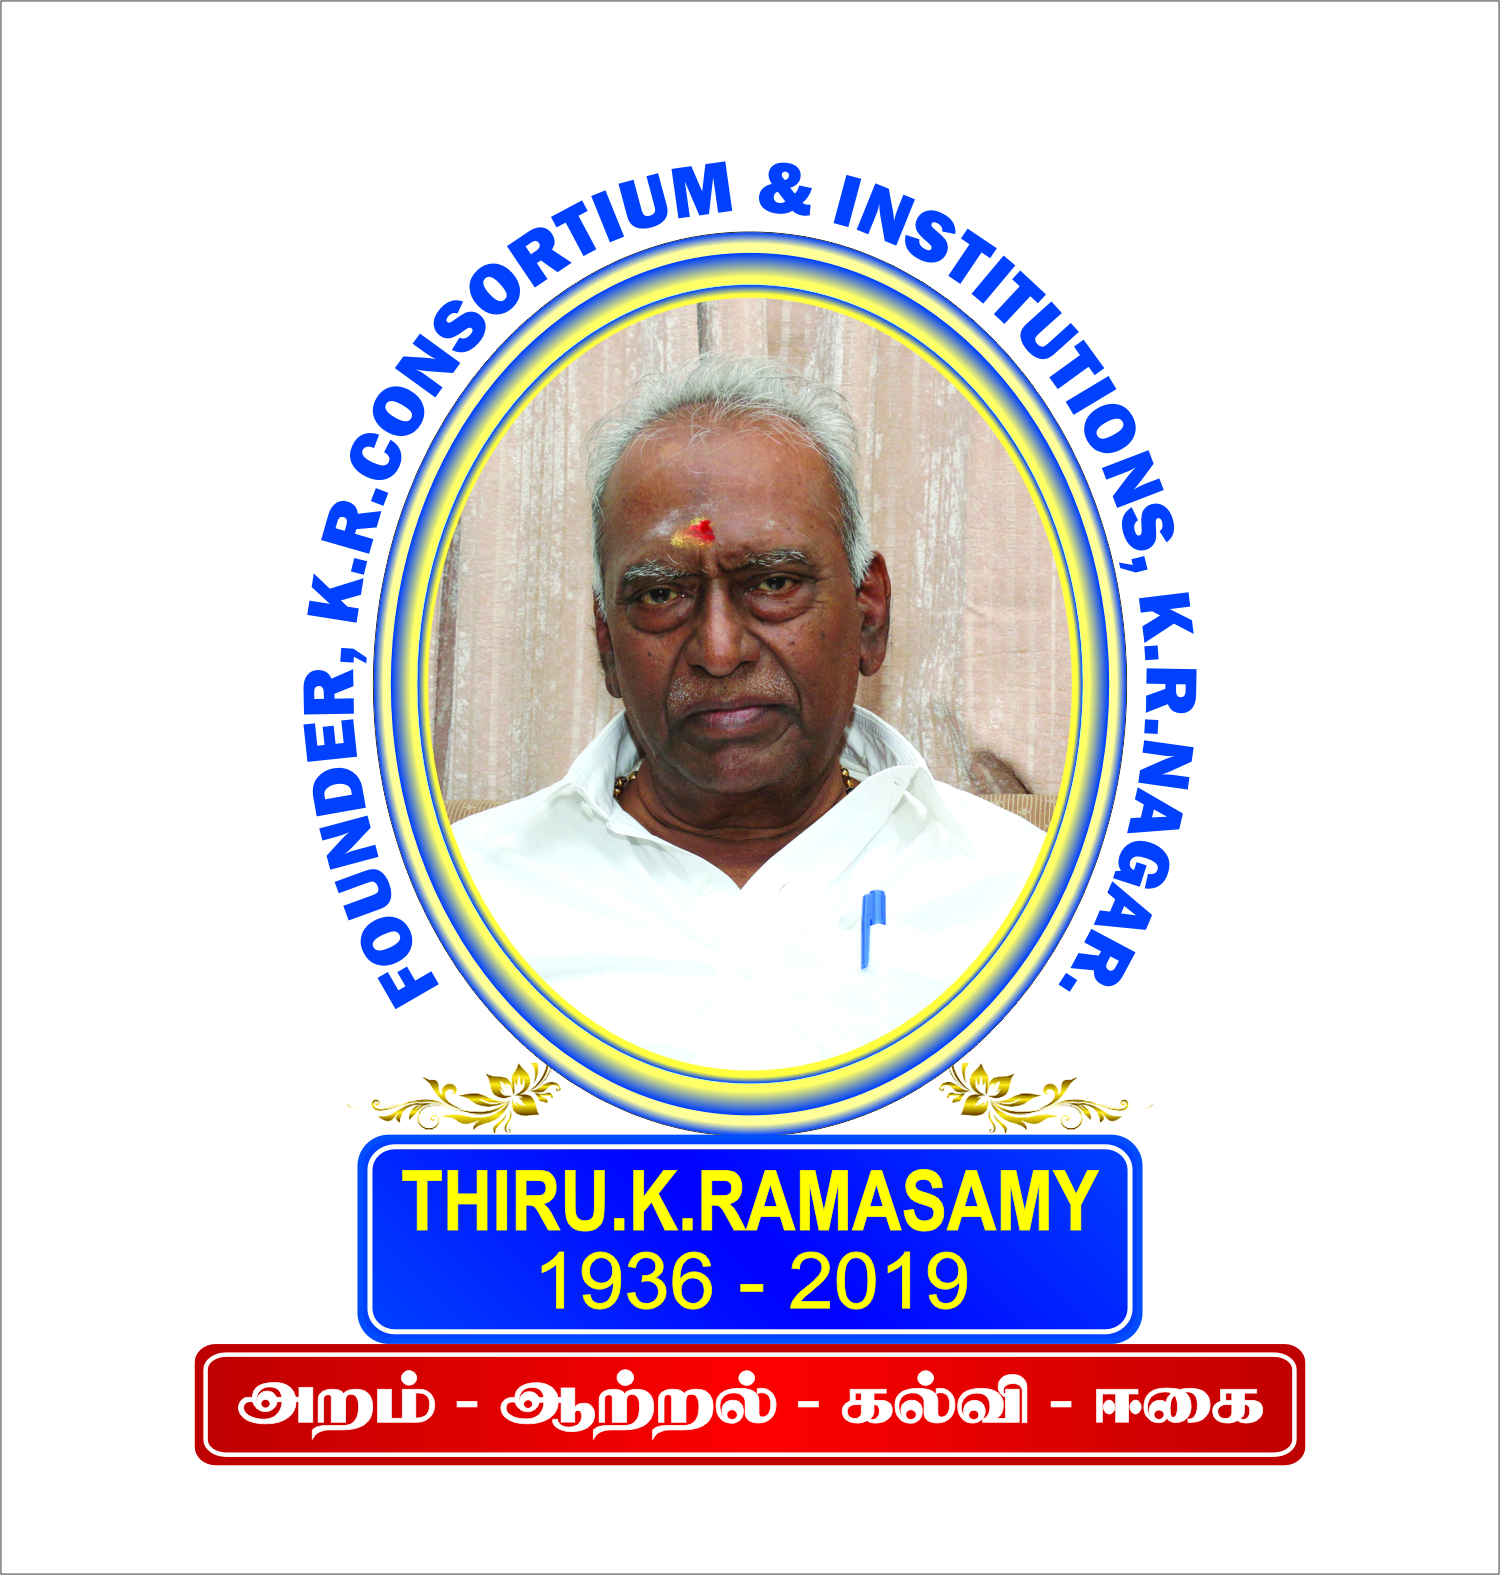 FOUNDER, K.R.CONSORTIUM & INSTITUTIONS, K.R.NAGAR.
THIRU.K.RAMASAMY
1936 - 2019
அறம் - ஆற்றல் - கல்வி - ஈகை